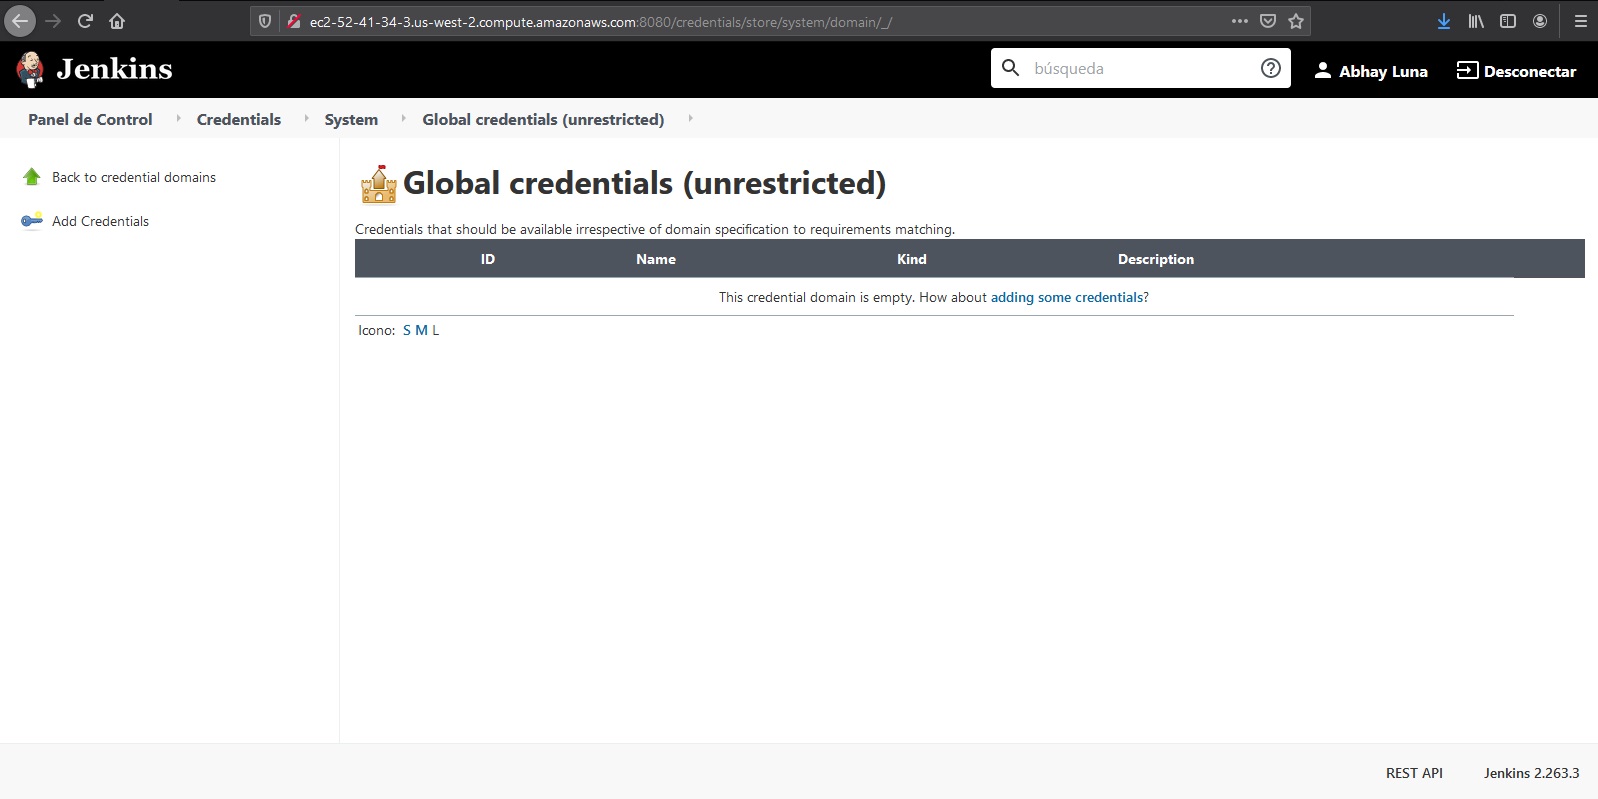 ec2-52-41-34-3.us-west-2.compute.amazonaws.com:8080/credentials/store/system/domain/_/
Jenkins
búsqueda
Abhay Luna
Desconectar
Panel de Control Credentials System Global credentials (unrestricted)
Back to credential domains
Add Credentials
Global credentials (unrestricted)
Credentials that should be available irrespective of domain specification to requirements matching.
ID Name Kind Description
This credential domain is empty. How about adding some credentials?
Icono: S M L
REST API Jenkins 2.263.3